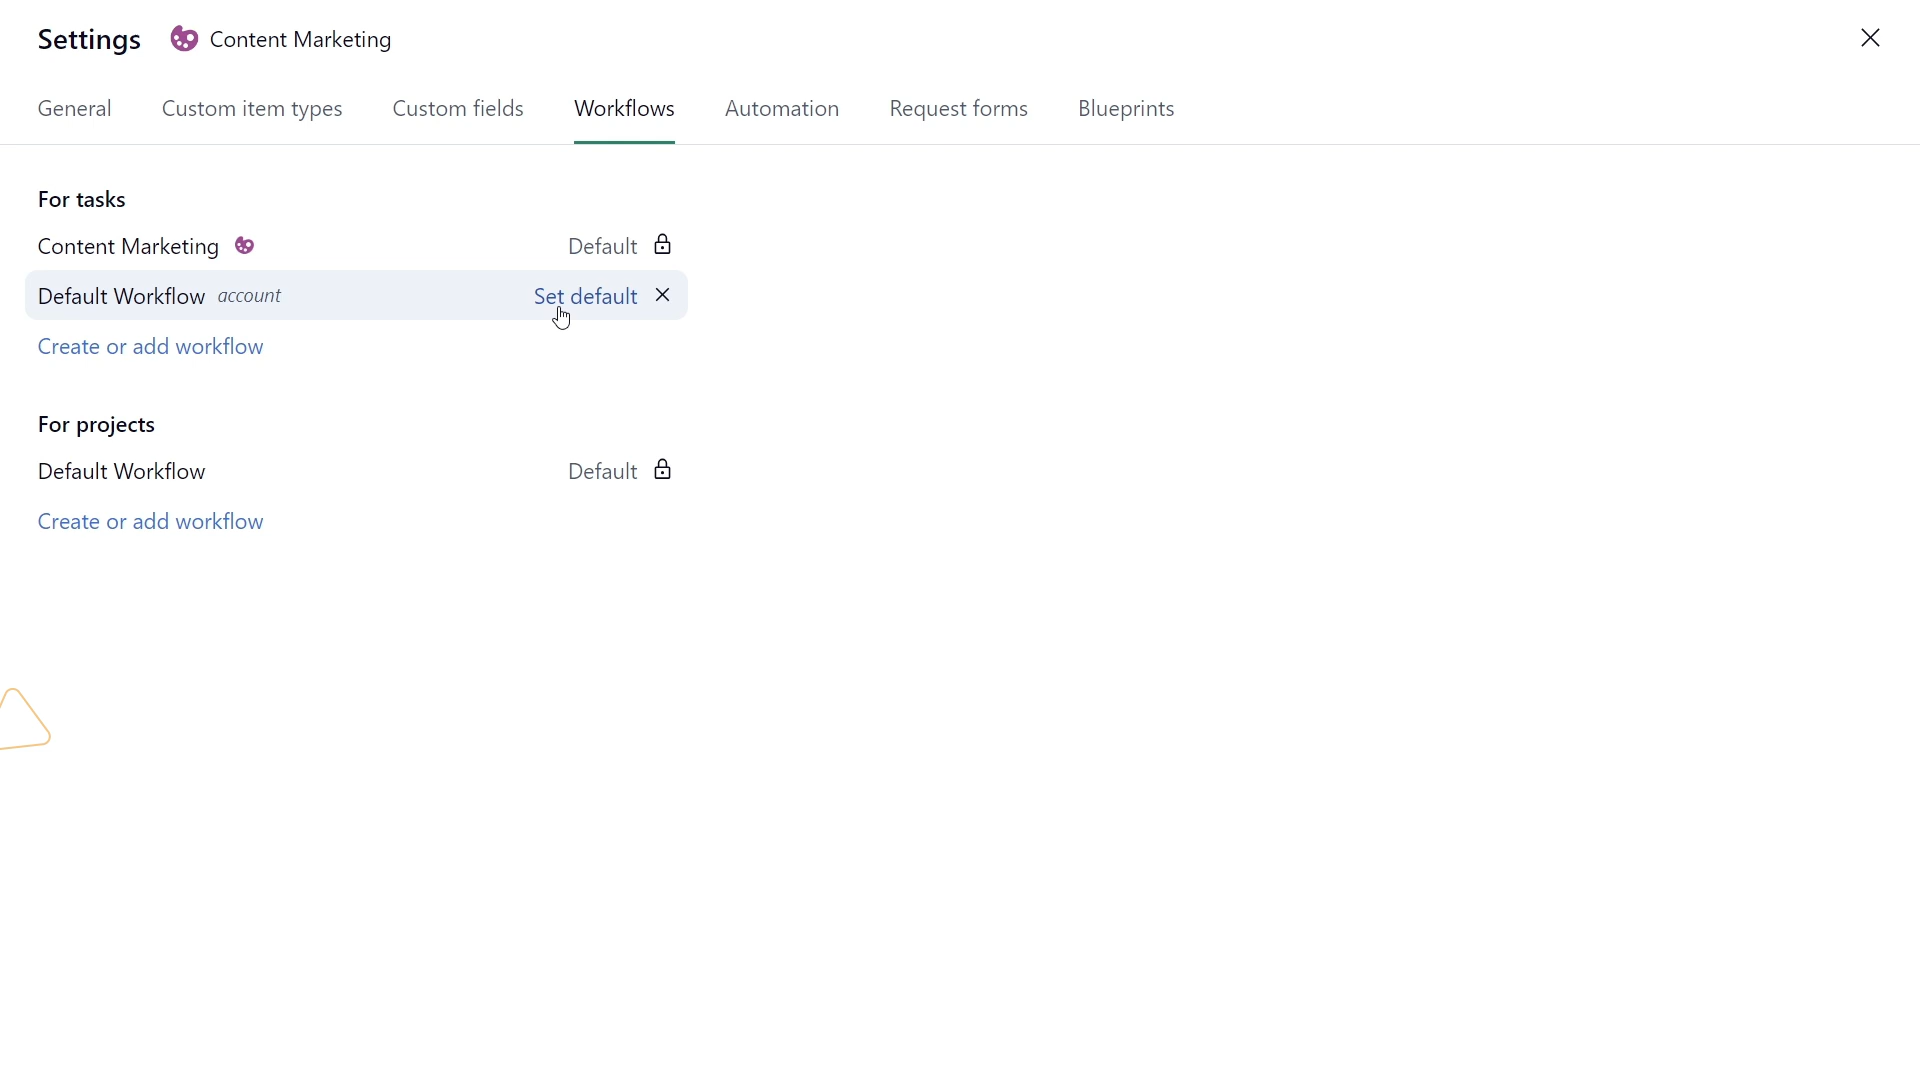 Settings Content Marketing
General Custom item types Custom fields Workflows Automation Request forms Blueprints
For tasks
Content Marketing Default
Default Workflow account Set default
Create or add workflow
For projects
Default Workflow Default
Create or add workflow